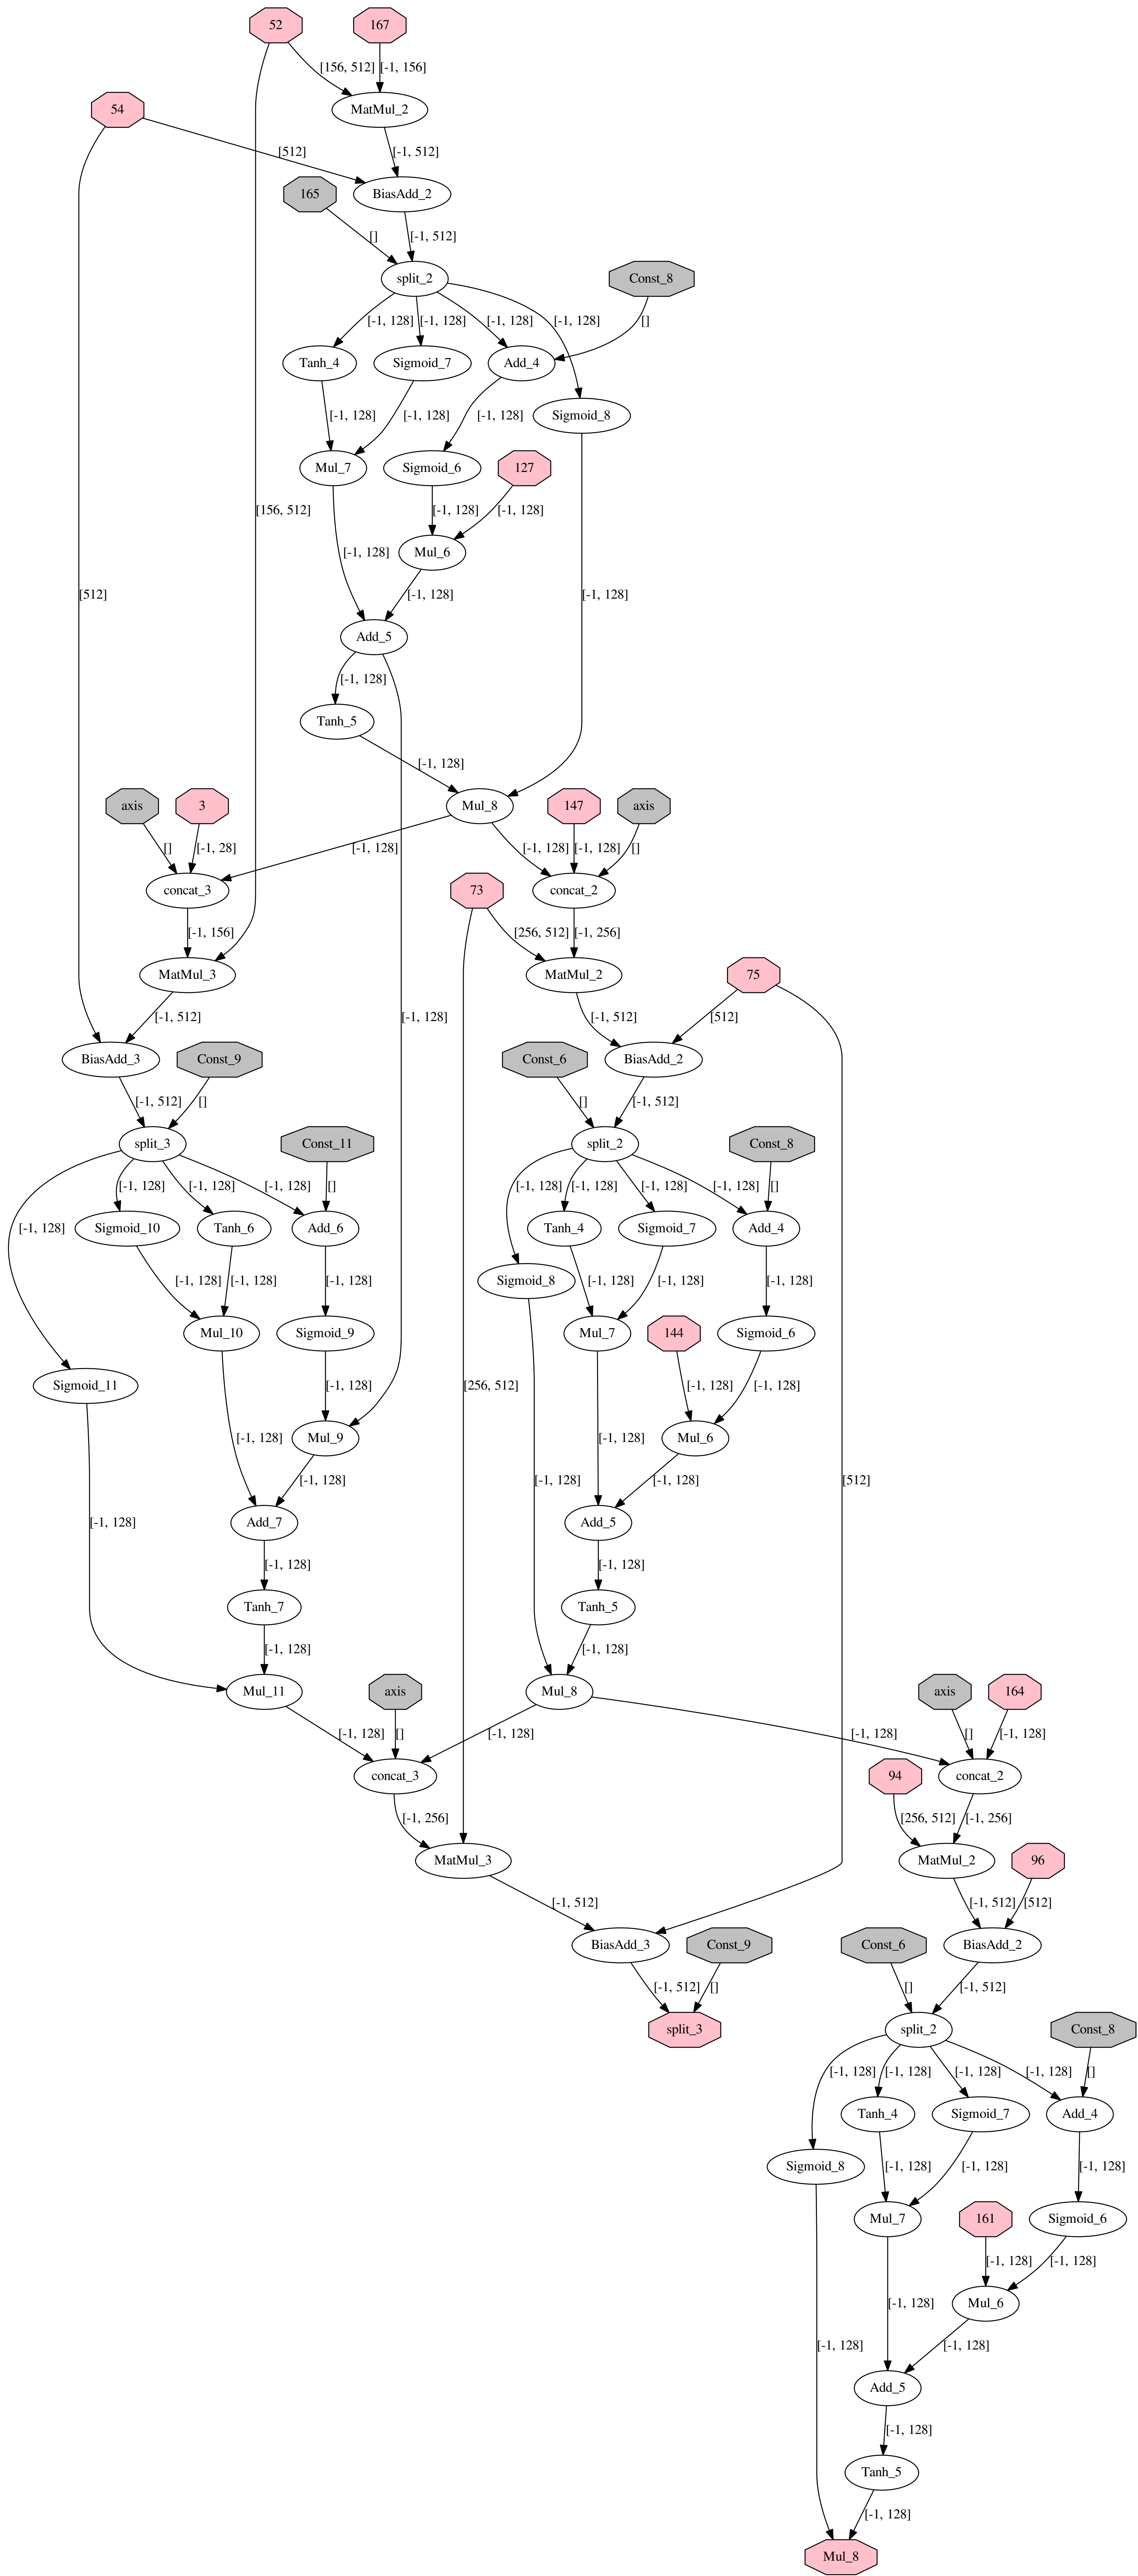 52 167
[156, 512] [-1, 156]
54 MatMul_2
[512] [-1, 512]
165 BiasAdd_2
[] [-1, 512]
split_2 Const_8
[-1, 128] [-1, 128] [-1, 128] [-1, 128] []
Tanh_4 Sigmoid_7 Add_4
Sigmoid_8
[-1, 128] [-1, 128] [-1, 128]
Mul_7 Sigmoid_6 127
[156, 512] [-1, 128] [-1, 128]
[-1, 128] Mul_6
[512] [-1, 128] [-1, 128]
Add_5
[-1, 128]
Tanh_5
[-1, 128]
axis 3 Mul_8 147 axis
[] [-1, 28] [-1, 128] [-1, 128] [-1, 128] []
concat_3 73 concat_2
[-1, 156] [256, 512] [-1, 256]
MatMul_3 MatMul_2 75
[-1, 512] [-1, 128] [-1, 512] [512]
BiasAdd_3 Const_9 Const_6 BiasAdd_2
[-1, 512] [] [] [-1, 512]
split_3 Const_11 split_2 Const_8
[-1, 128] [-1, 128] [-1, 128] [] [-1, 128] [-1, 128] [-1, 128] [-1, 128] []
[-1, 128] Sigmoid_10 Tanh_6 Add_6 Tanh_4 Sigmoid_7 Add_4
[-1, 128] [-1, 128] [-1, 128] Sigmoid_8 [-1, 128] [-1, 128] [-1, 128]
Mul_10 Sigmoid_9 Mul_7 144 Sigmoid_6
Sigmoid_11 [-1, 128] [256, 512] [-1, 128] [-1, 128]
[-1, 128] Mul_9 [-1, 128] Mul_6
[-1, 128] [-1, 128] [-1, 128] [512]
[-1, 128] Add_7 Add_5
[-1, 128] [-1, 128]
Tanh_7 Tanh_5
[-1, 128] [-1, 128]
Mul_11 axis Mul_8 axis 164
[-1, 128] [] [-1, 128] [-1, 128] [] [-1, 128]
concat_3 94 concat_2
[-1, 256] [256, 512] [-1, 256]
MatMul_3 MatMul_2 96
[-1, 512] [-1, 512] [512]
BiasAdd_3 Const_9 Const_6 BiasAdd_2
[-1, 512] [] [] [-1, 512]
split_3 split_2 Const_8
[-1, 128] [-1, 128] [-1, 128] [-1, 128] []
Tanh_4 Sigmoid_7 Add_4
Sigmoid_8 [-1, 128] [-1, 128] [-1, 128]
Mul_7 161 Sigmoid_6
[-1, 128] [-1, 128]
[-1, 128] Mul_6
[-1, 128] [-1, 128]
Add_5
[-1, 128]
Tanh_5
[-1, 128]
Mul_8